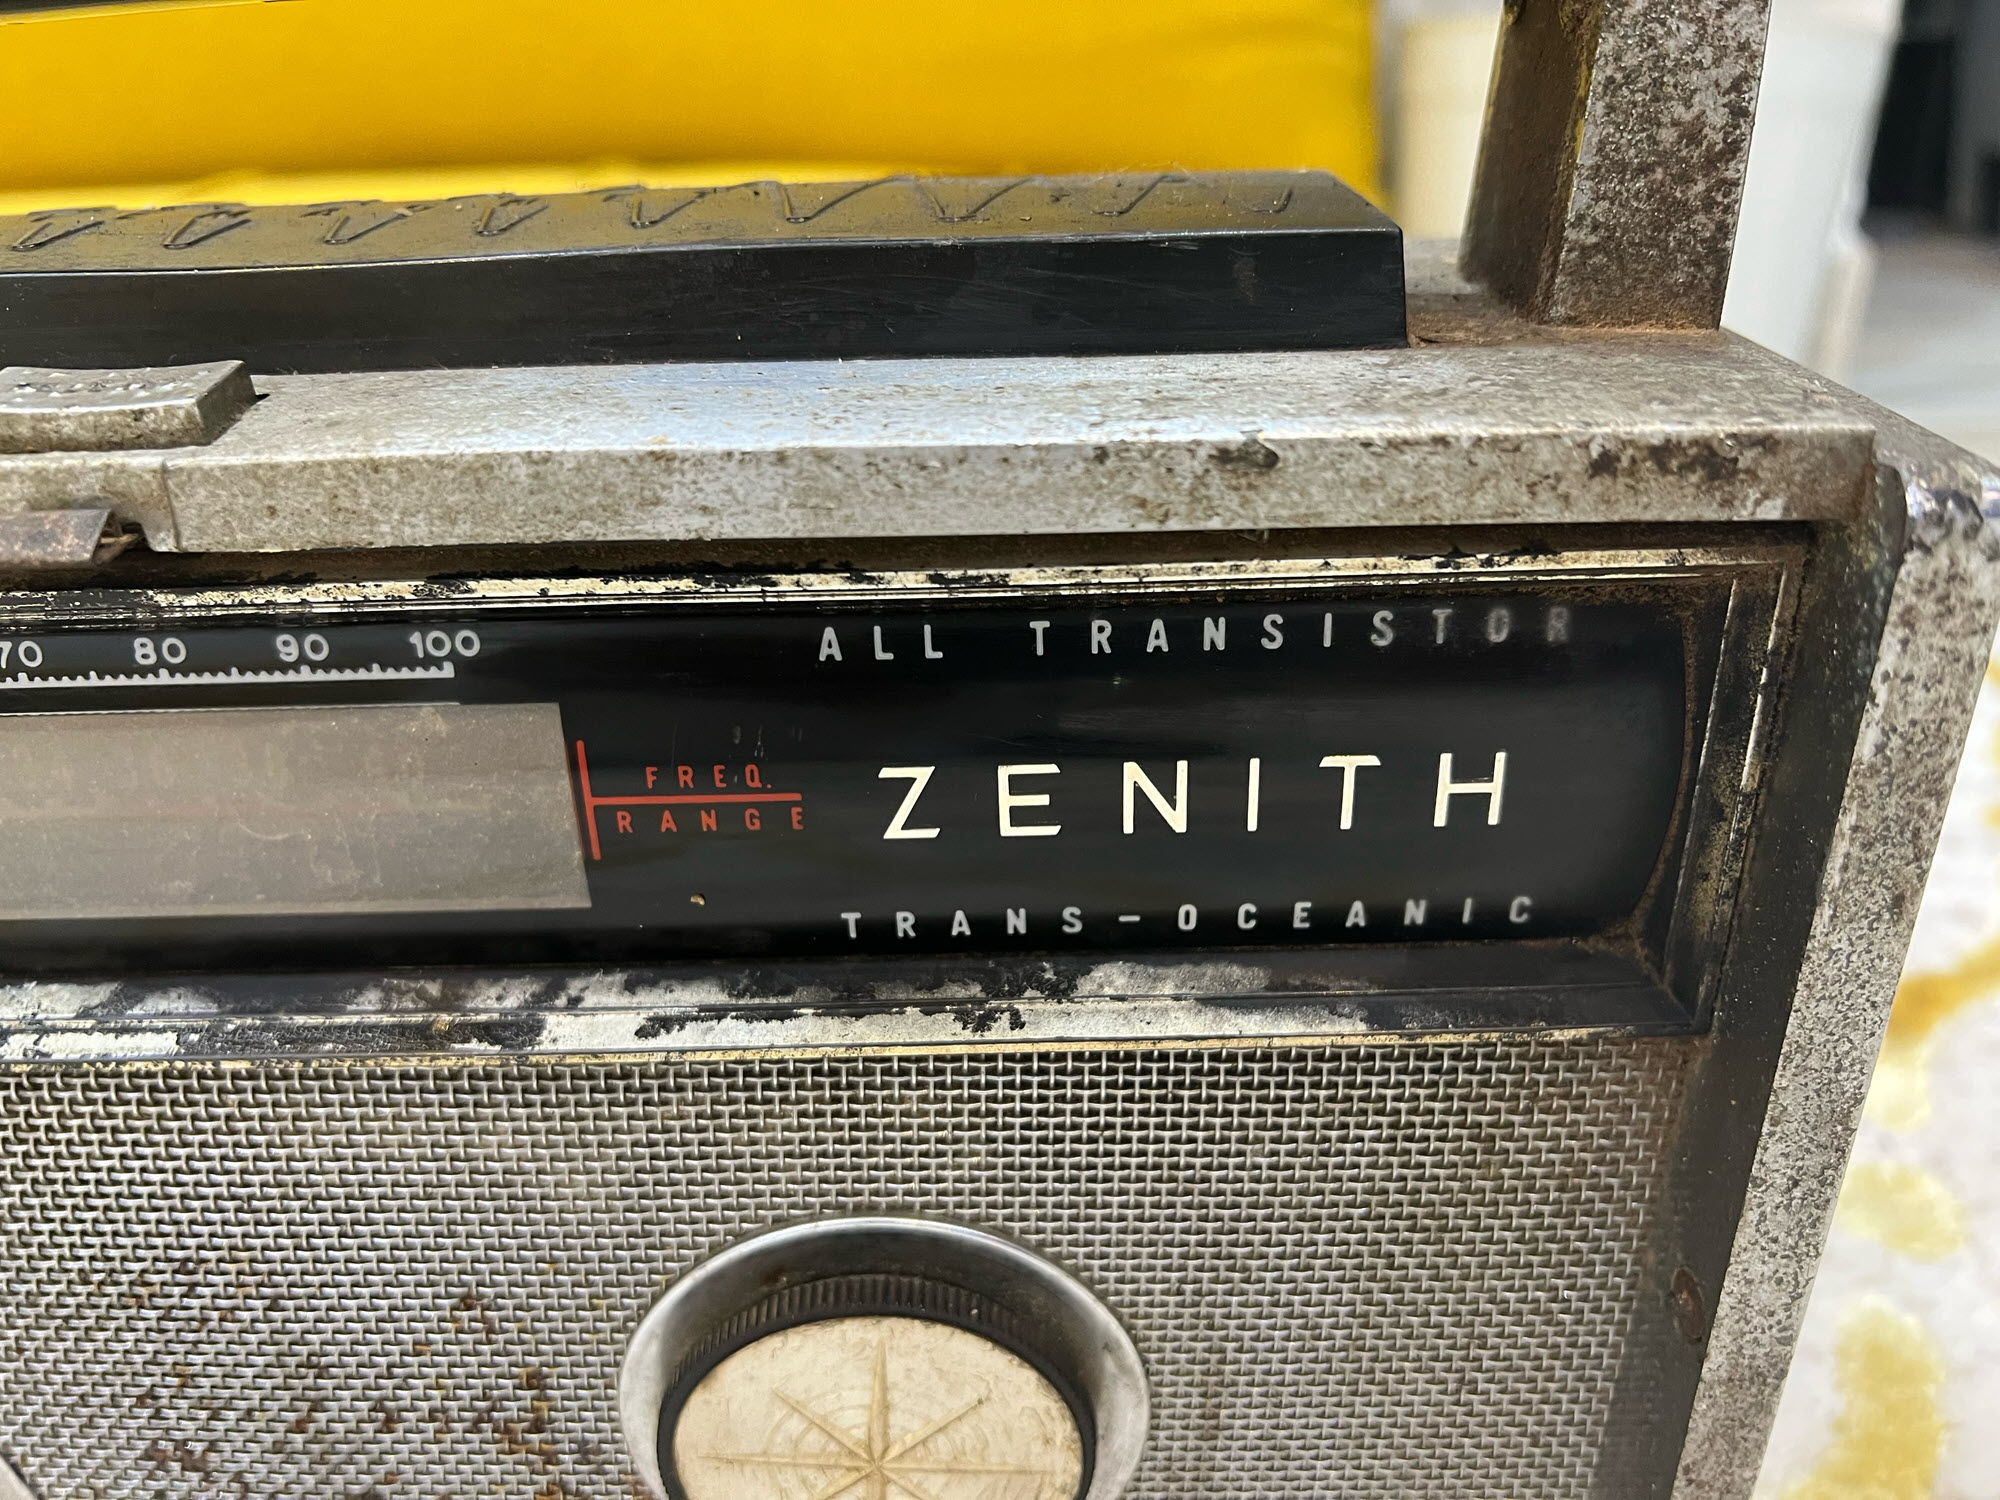 70 80 90 100
ALL TRANSISTOR
FREQ.
RANGE
ZENITH
TRANS-OCEANIC